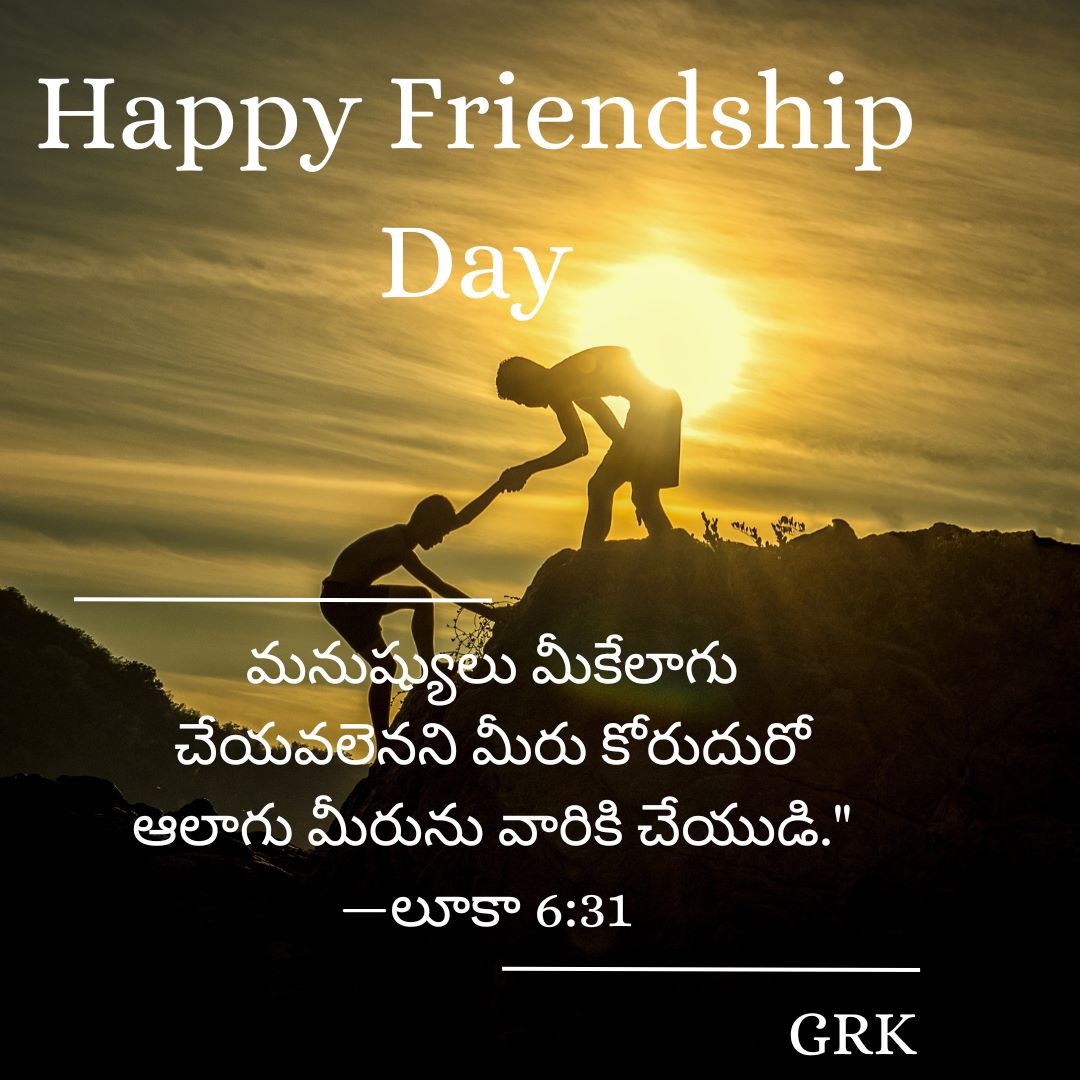 Happy Friendship
Day
మనుష్యులు మీకేలాగు
చేయవలెనని మీరు కోరుదురో
ఆలాగు మీరును వారికి చేయుడి."
—లూకా 6:31
GRK